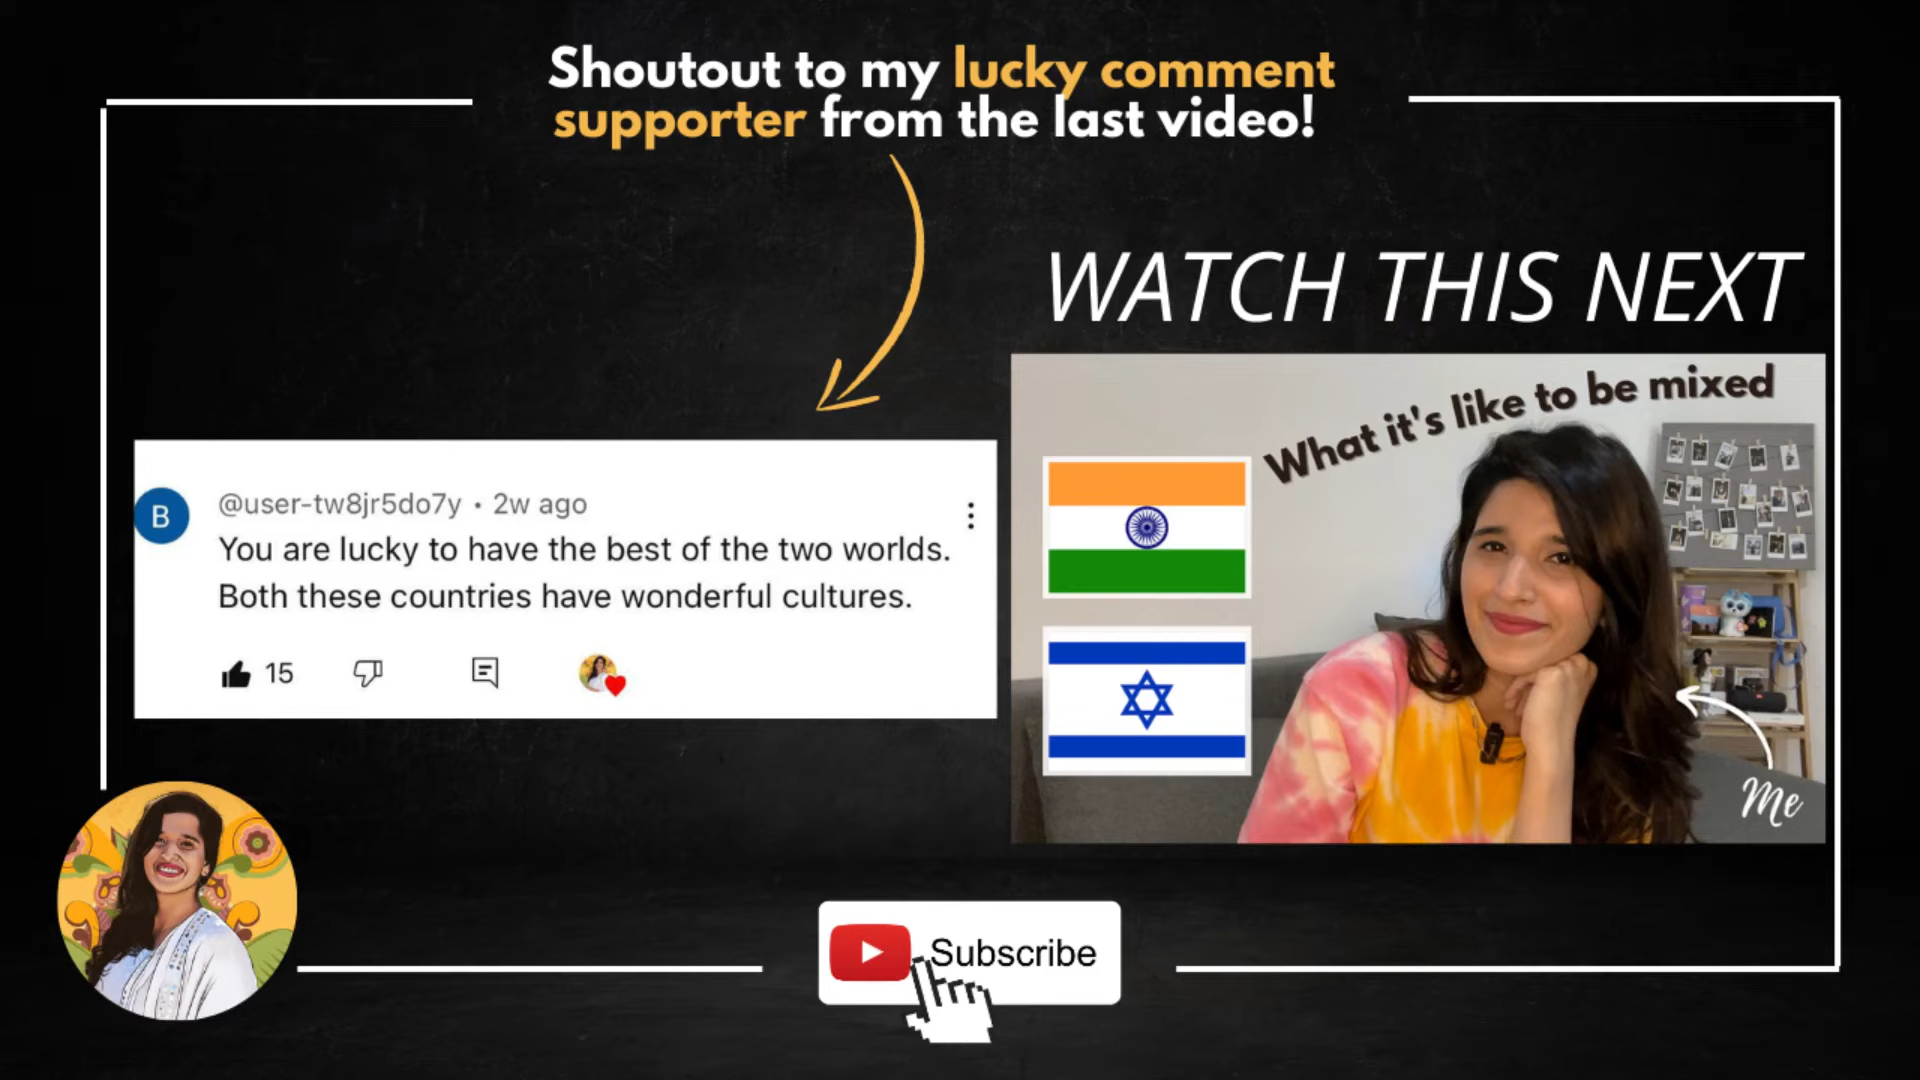 Shoutout to my lucky comment
supporter from the last video!
WATCH THIS NEXT
B
@user-tw8jr5do7y • 2w ago
You are lucky to have the best of the two worlds.
Both these countries have wonderful cultures.
15
What it's like to be mixed
Me
Subscribe